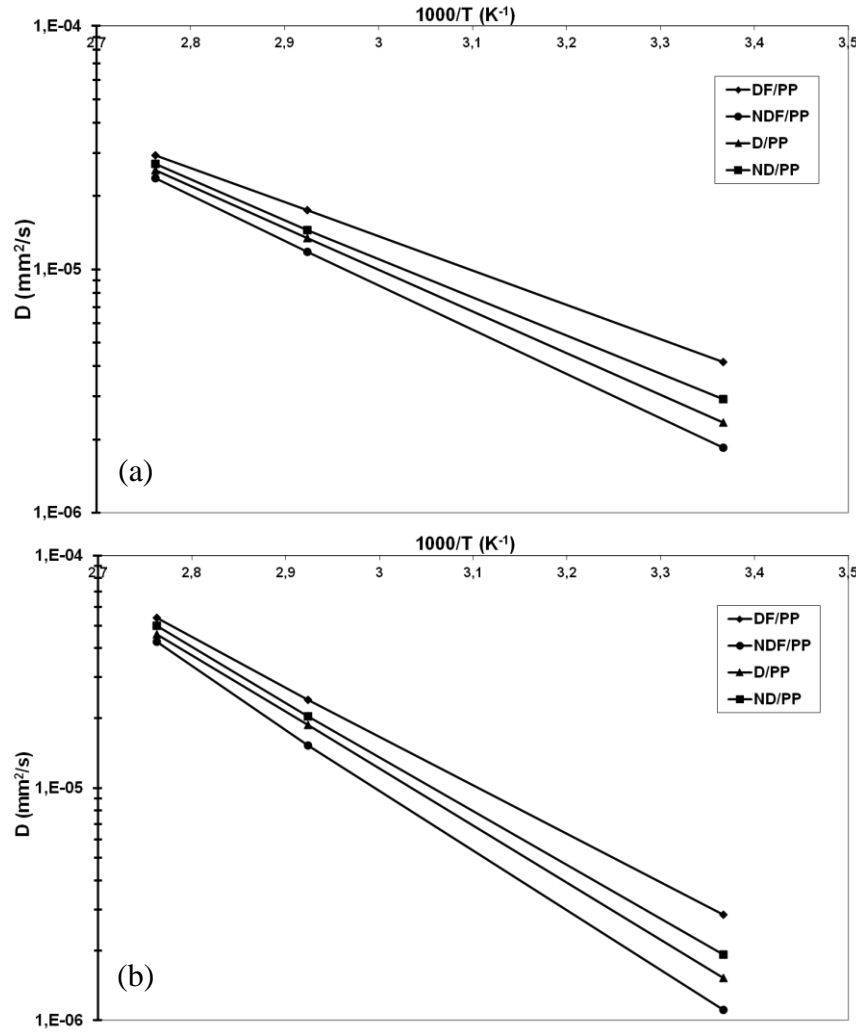 1000/T (K⁻¹)
1,E-04
2,7 2,8 2,9 3 3,1 3,2 3,3 3,4 3,5
DF/PP
NDF/PP
D/PP
ND/PP
D (mm²/s)
1,E-05
(a)
1,E-06
1000/T (K⁻¹)
1,E-04
2,7 2,8 2,9 3 3,1 3,2 3,3 3,4 3,5
DF/PP
NDF/PP
D/PP
ND/PP
D (mm²/s)
1,E-05
(b)
1,E-06